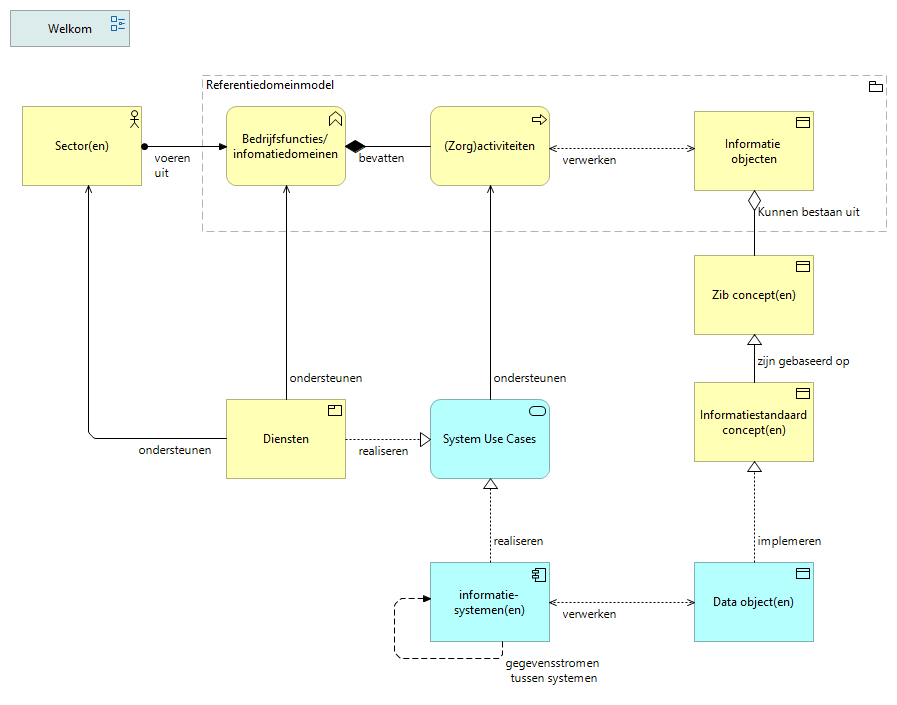 Welkom
Referentiedomeinmodel
Sector(en)
voeren
uit
Bedrijfsfuncties/
infomatiedomeinen
bevatten
(Zorg)activiteiten
verwerken
Informatie
objecten
Kunnen bestaan uit
Zib concept(en)
zijn gebaseerd op
ondersteunen
ondersteunen
Informatiestandaard
concept(en)
Diensten
ondersteunen
realiseren
System Use Cases
realiseren
implemeren
informatie-
systemen(en)
verwerken
Data object(en)
gegevensstromen
tussen systemen